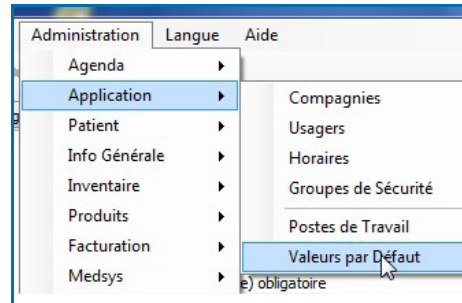 Administration Langue Aide
Agenda
Application
Patient
Info Générale
Inventaire
Produits
Facturation
Medsys
Compagnies
Usagers
Horaires
Groupes de Sécurité
Postes de Travail
Valeurs par Défaut
e) obligatoire